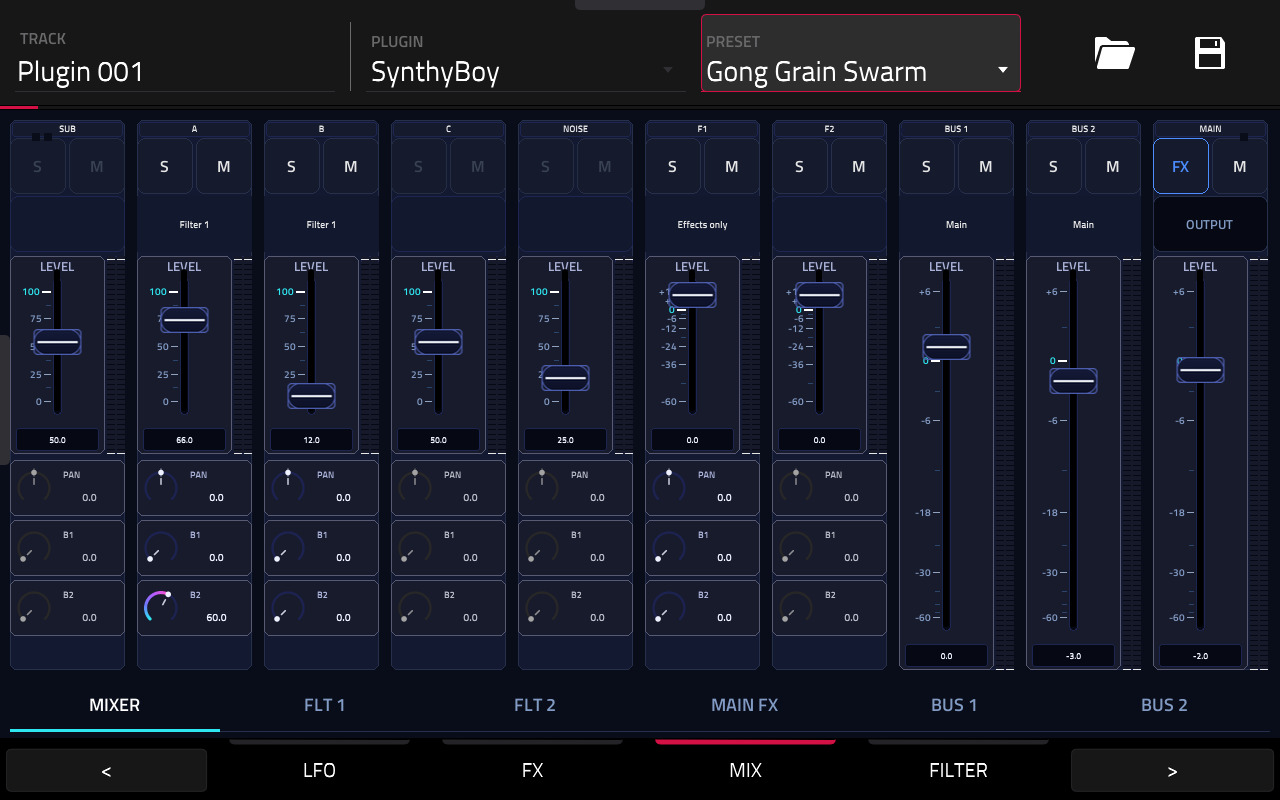 TRACK
Plugin 001
PLUGIN
SynthyBoy
PRESET
Gong Grain Swarm
SUB A B C NOISE F1 F2 BUS 1 BUS 2 MAIN
S M S M S M S M S M S M S M S M S M FX M
Filter 1 Filter 1 Effects only Main Main OUTPUT
LEVEL LEVEL LEVEL LEVEL LEVEL LEVEL LEVEL LEVEL LEVEL LEVEL
100 100 100 100 100 +6 +6 +6
75 75 75 75 0 0 0 0
50 50 -6 -6 -6 -6 -6
-12 -12
50 -24 -24
25 25 25 25 -36 -36 -18 -18 -18
0 0 0 0 0 -60 -60 -30 -30 -30
-60 -60 -60
50.0 66.0 12.0 50.0 25.0 0.0 0.0
PAN PAN PAN PAN PAN PAN PAN
0.0 0.0 0.0 0.0 0.0 0.0 0.0
B1 B1 B1 B1 B1 B1 B1
0.0 0.0 0.0 0.0 0.0 0.0 0.0
B2 B2 B2 B2 B2 B2 B2
0.0 60.0 0.0 0.0 0.0 0.0 0.0
0.0 -3.0 -2.0
MIXER FLT 1 FLT 2 MAIN FX BUS 1 BUS 2
< LFO FX MIX FILTER >